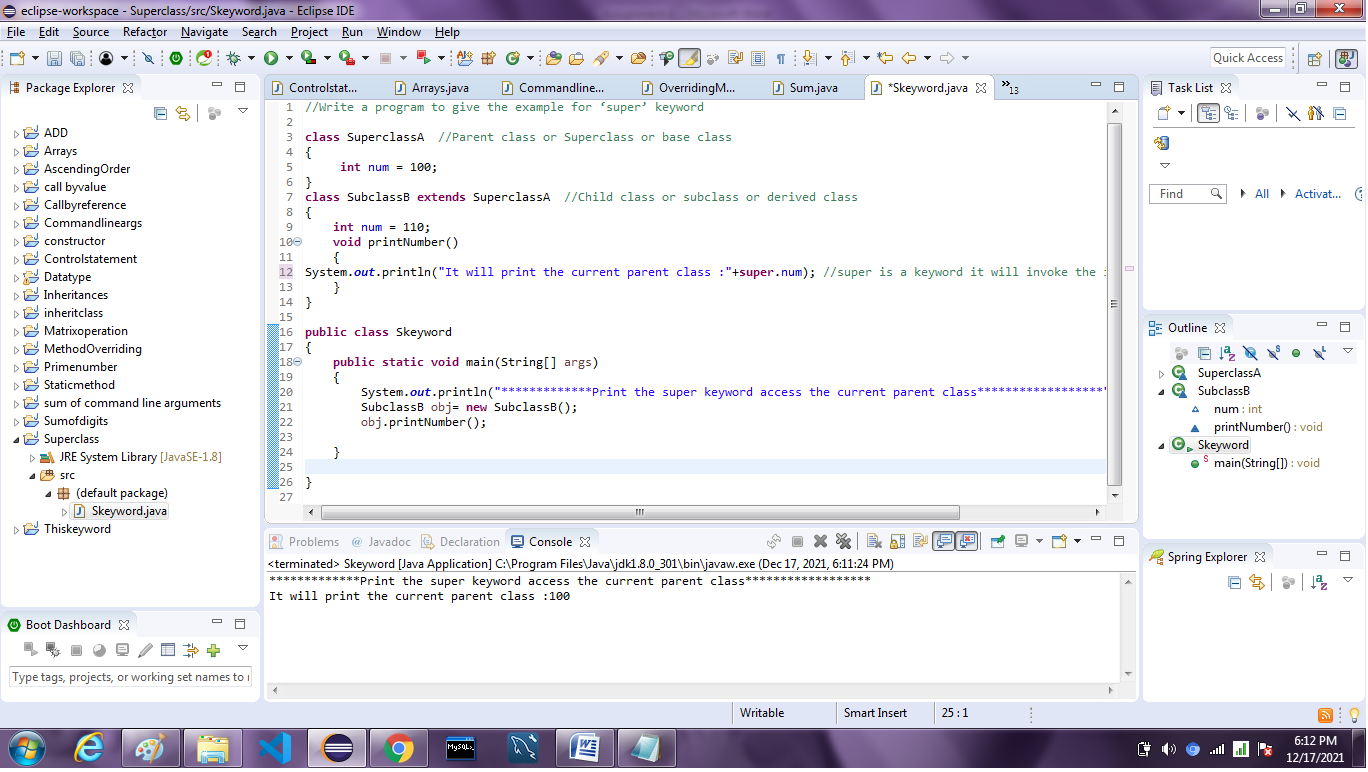 eclipse-workspace - Superclass/src/Skeyword.java - Eclipse IDE
File Edit Source Refactor Navigate Search Project Run Window Help
Quick Access
Package Explorer
ADD
Arrays
AscendingOrder
call byvalue
Callbyreference
Commandlineargs
constructor
Controlstatement
Datatype
Inheritances
inheritclass
Matrixoperation
MethodOverriding
Primenumber
Staticmethod
sum of command line arguments
Sumofdigits
Superclass
JRE System Library [JavaSE-1.8]
src
(default package)
Skeyword.java
Thiskeyword
Boot Dashboard
Type tags, projects, or working set names to
Controlstat... Arrays.java Commandline... OverridingM... Sum.java *Skeyword.java »13
1 //Write a program to give the example for ‘super’ keyword
2
3 class SuperclassA //Parent class or Superclass or base class
4 {
5 int num = 100;
6 }
7 class SubclassB extends SuperclassA //Child class or subclass or derived class
8 {
9 int num = 110;
10 void printNumber()
11 {
12 System.out.println("It will print the current parent class :"+super.num); //super is a keyword it will invoke the
13 }
14 }
15
16 public class Skeyword
17 {
18 public static void main(String[] args)
19 {
20 System.out.println("*************Print the super keyword access the current parent class******************"
21 SubclassB obj= new SubclassB();
22 obj.printNumber();
23
24 }
25
26 }
27
Problems Javadoc Declaration Console
<terminated> Skeyword [Java Application] C:\Program Files\Java\jdk1.8.0_301\bin\javaw.exe (Dec 17, 2021, 6:11:24 PM)
*************Print the super keyword access the current parent class******************
It will print the current parent class :100
Task List
Find All Activat...
Outline
SuperclassA
SubclassB
num : int
printNumber() : void
Skeyword
main(String[]) : void
Spring Explorer
Writable Smart Insert 25 : 1
6:12 PM
12/17/2021